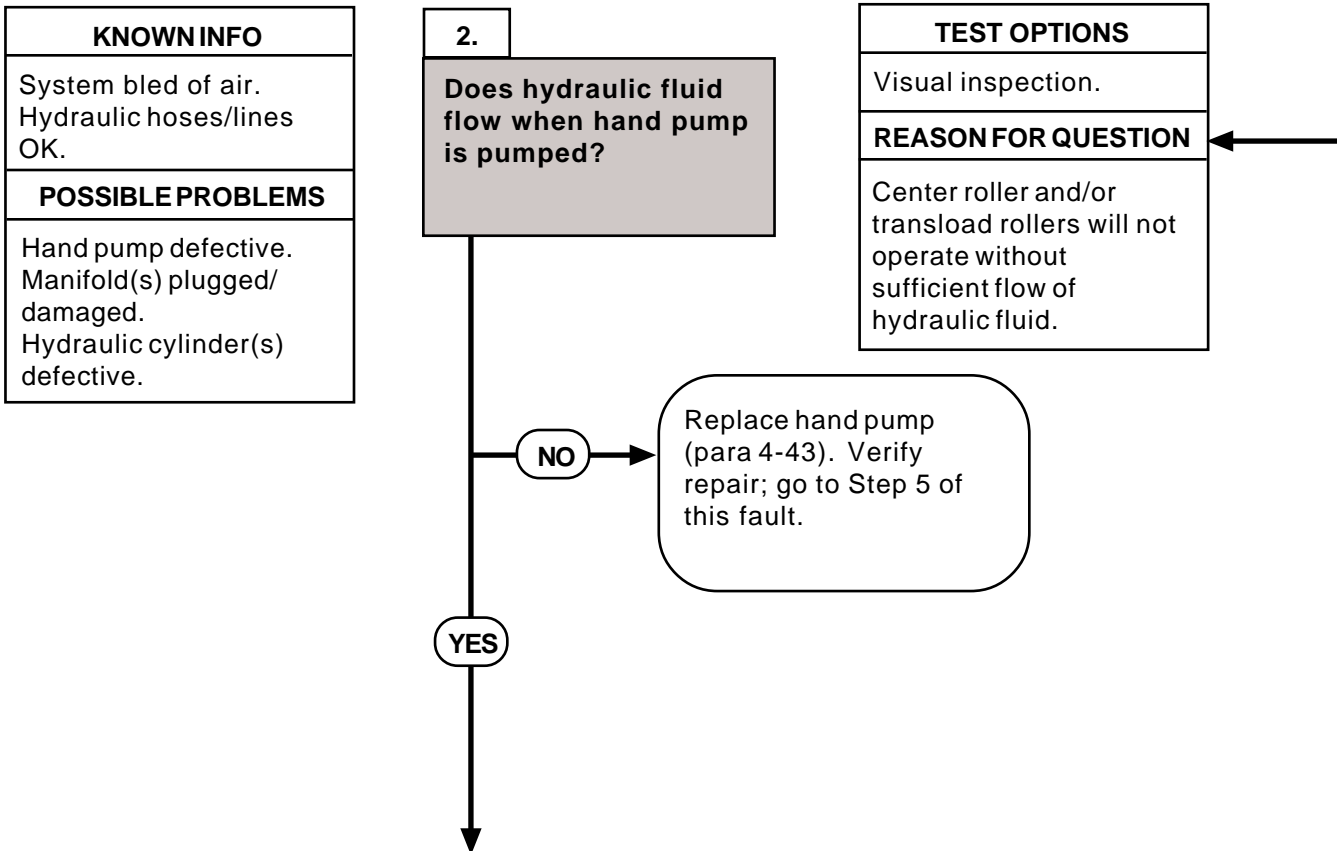 KNOWN INFO
System bled of air.
Hydraulic hoses/lines
OK.
POSSIBLE PROBLEMS
Hand pump defective.
Manifold(s) plugged/
damaged.
Hydraulic cylinder(s)
defective.
2.
Does hydraulic fluid
flow when hand pump
is pumped?
TEST OPTIONS
Visual inspection.
REASON FOR QUESTION
Center roller and/or
transload rollers will not
operate without
sufficient flow of
hydraulic fluid.
NO
Replace hand pump
(para 4-43). Verify
repair; go to Step 5 of
this fault.
YES